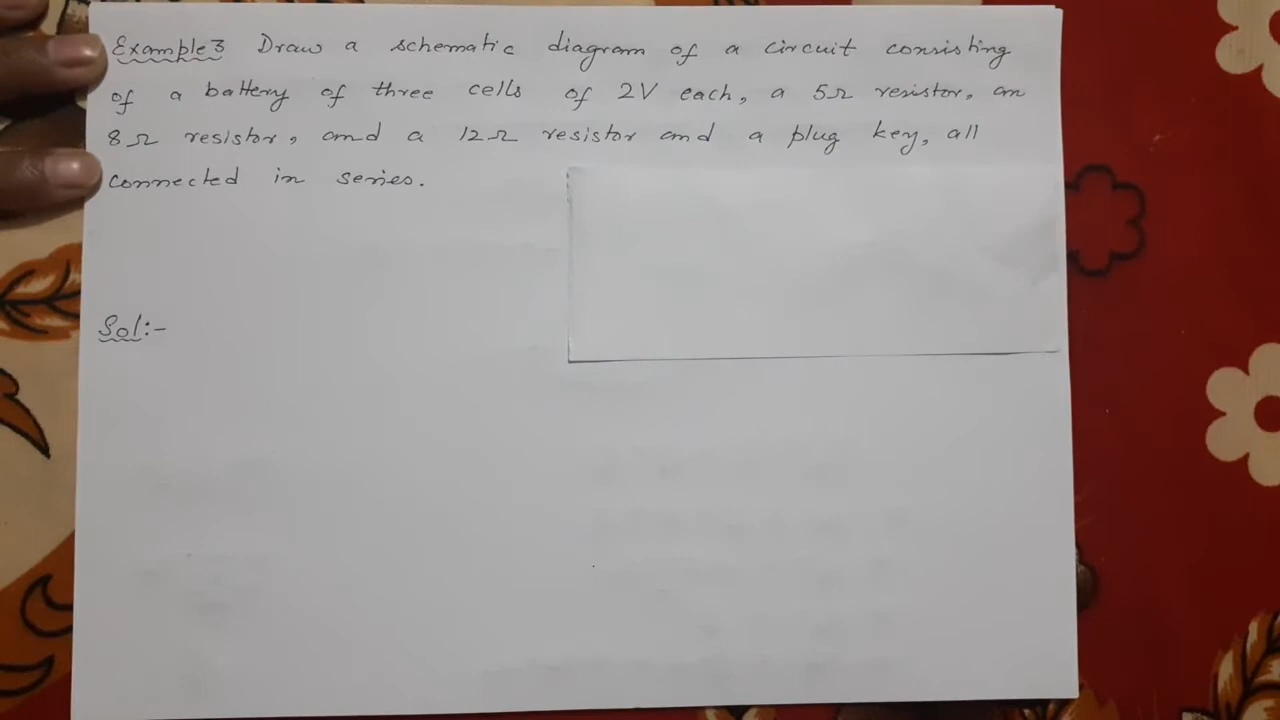 Example 3 Draw a schematic diagram of a circuit consisting
of a battery of three cells of 2V each, a 5Ω resistor, an
8Ω resistor, and a 12Ω resistor and a plug key, all
connected in series.
Sol:-